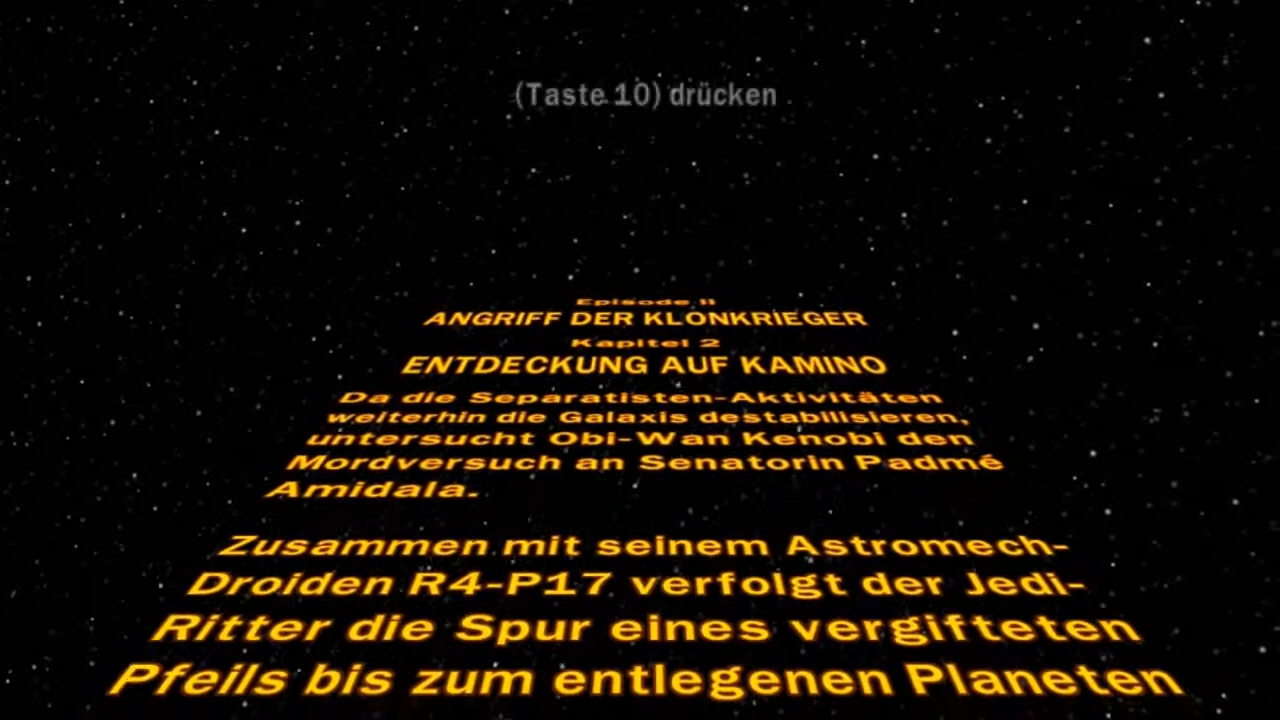 (Taste 10) drücken
Episode II
ANGRIFF DER KLONKRIEGER
Kapitel 2
ENTDECKUNG AUF KAMINO
Da die Separatisten-Aktivitäten
weiterhin die Galaxis destabilisieren,
untersucht Obi-Wan Kenobi den
Mordversuch an Senatorin Padmé
Amidala.
Zusammen mit seinem Astromech-
Droiden R4-P17 verfolgt der Jedi-
Ritter die Spur eines vergifteten
Pfeils bis zum entlegenen Planeten